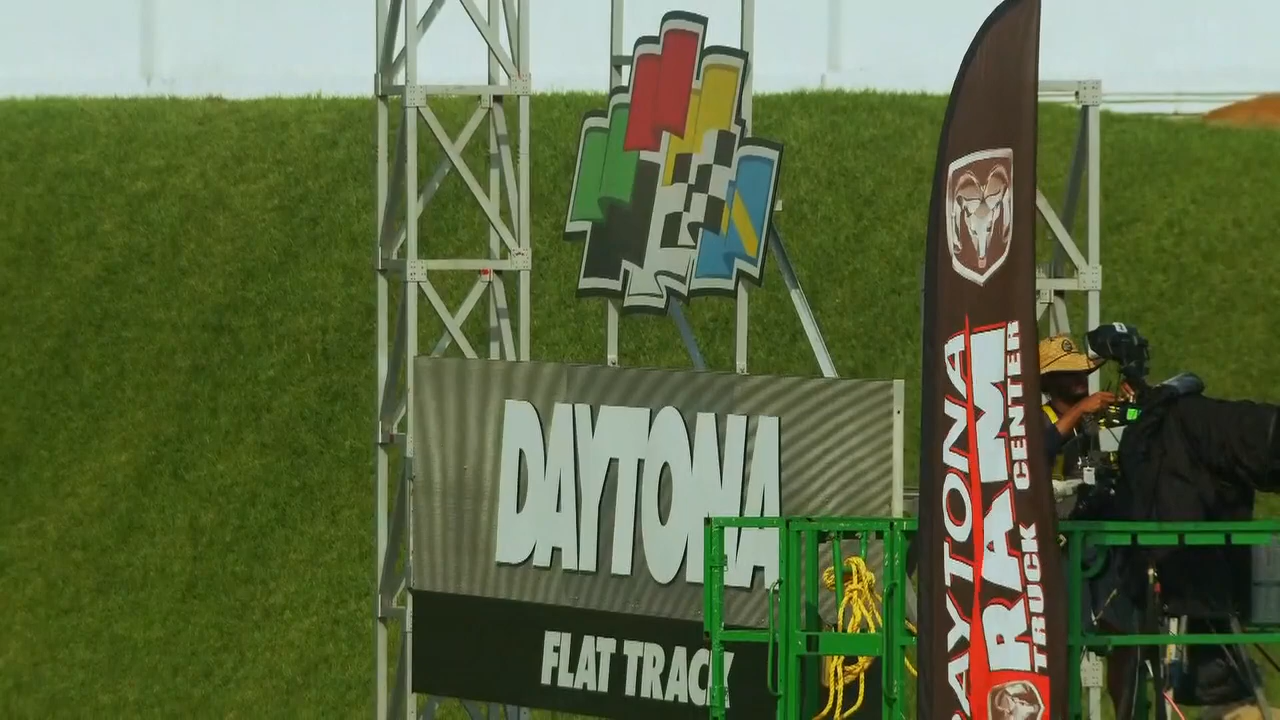 DAYTONA
FLAT TRACK
DAYTONA
RAM
TRUCK CENTER